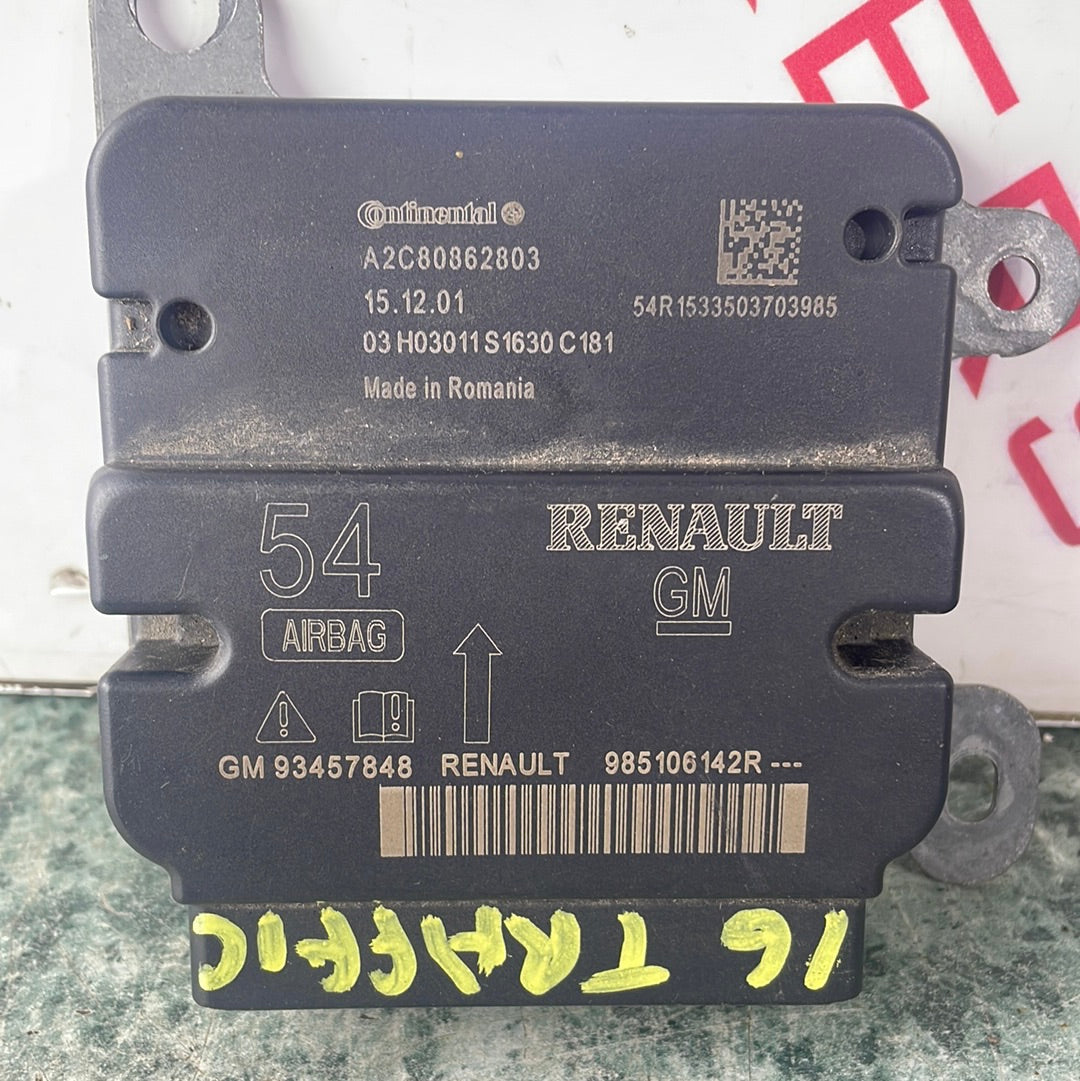 Continental
A2C80862803
15.12.01
54R1533503703985
03 H03011 S1630 C181
Made in Romania
54
RENAULT
GM
AIRBAG
GM 93457848 RENAULT 985106142R ---
16 TRAFFIC